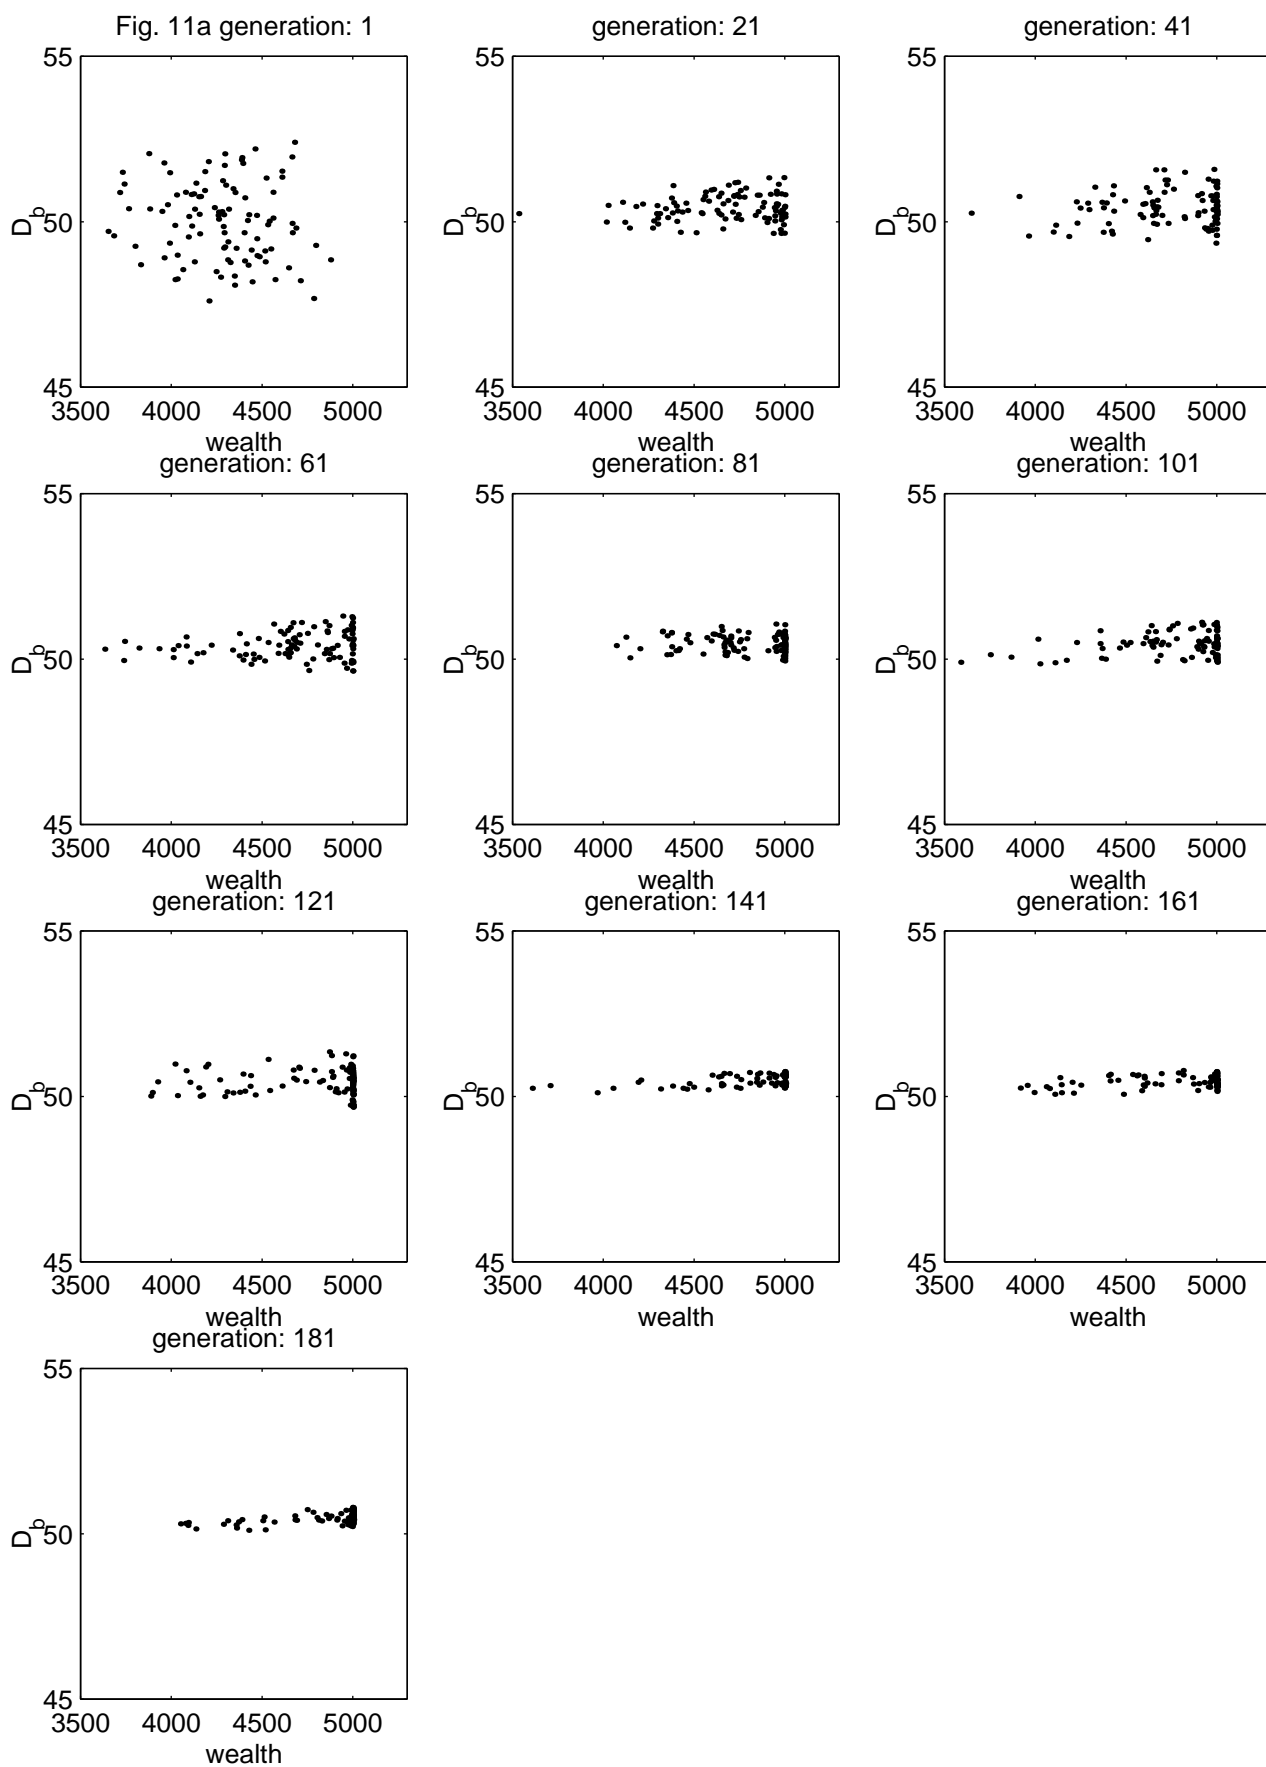 Fig. 11a generation: 1
55
50
45
D_b
3500 4000 4500 5000
wealth
generation: 21
55
50
45
D_b
3500 4000 4500 5000
wealth
generation: 41
55
50
45
D_b
3500 4000 4500 5000
wealth
generation: 61
55
50
45
D_b
3500 4000 4500 5000
wealth
generation: 81
55
50
45
D_b
3500 4000 4500 5000
wealth
generation: 101
55
50
45
D_b
3500 4000 4500 5000
wealth
generation: 121
55
50
45
D_b
3500 4000 4500 5000
wealth
generation: 141
55
50
45
D_b
3500 4000 4500 5000
wealth
generation: 161
55
50
45
D_b
3500 4000 4500 5000
wealth
generation: 181
55
50
45
D_b
3500 4000 4500 5000
wealth